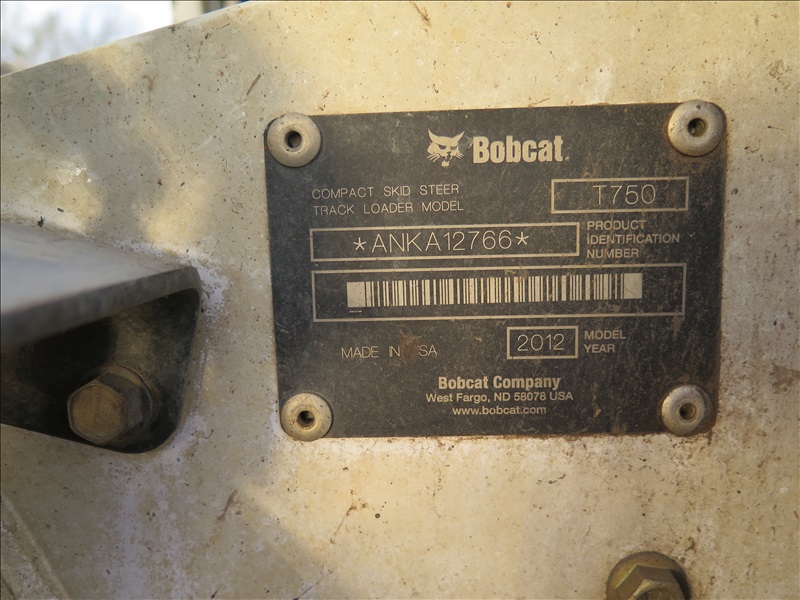 Bobcat
COMPACT SKID STEER
TRACK LOADER MODEL
T750
*ANKA12766*
PRODUCT
IDENTIFICATION
NUMBER
MADE IN SA
2012
MODEL
YEAR
Bobcat Company
West Fargo, ND 58078 USA
www.bobcat.com